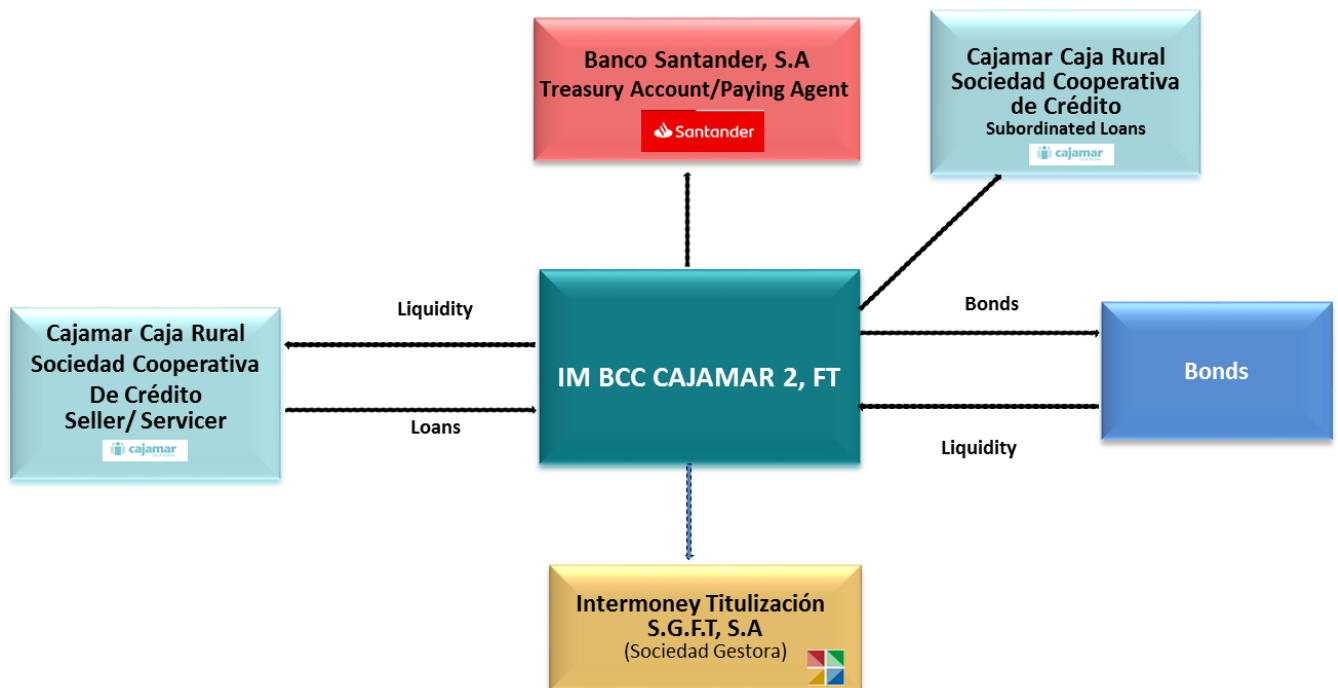 Banco Santander, S.A
Treasury Account/Paying Agent
Santander
Cajamar Caja Rural
Sociedad Cooperativa
de Crédito
Subordinated Loans
cajamar
Liquidity
Bonds
Cajamar Caja Rural
Sociedad Cooperativa
De Crédito
Seller/ Servicer
cajamar
IM BCC CAJAMAR 2, FT
Bonds
Loans
Liquidity
Intermoney Titulización
S.G.F.T, S.A
(Sociedad Gestora)